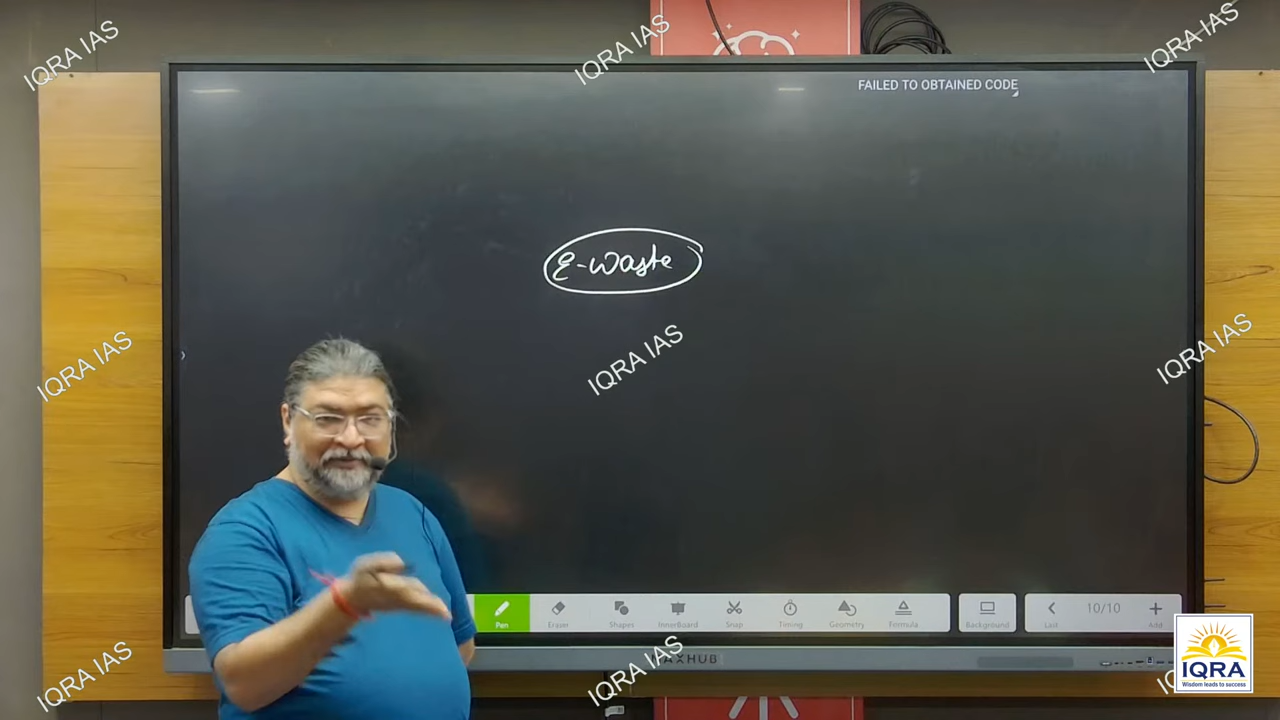 IQRA IAS
IQRA IAS
IQRA IAS
FAILED TO OBTAINED CODE
E-waste
IQRA IAS
IQRA IAS
IQRA IAS
Pen
Eraser
Shapes
InnerBoard
Snap
Timing
Geometry
Formula
Background
Last
10/10
Add
MAXHUB
IQRA IAS
IQRA IAS
IQRA
Wisdom leads to success